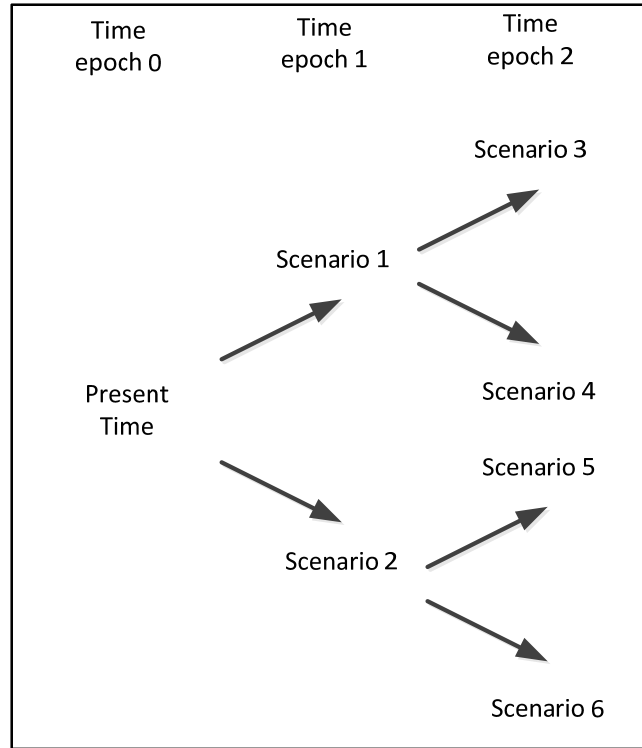 Time
epoch 0
Time
epoch 1
Time
epoch 2
Scenario 3
Scenario 1
Present
Time
Scenario 4
Scenario 5
Scenario 2
Scenario 6